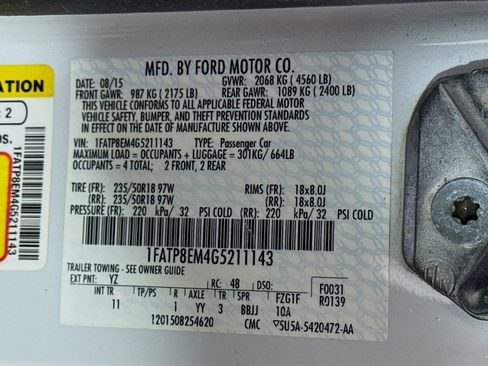 MFD. BY FORD MOTOR CO.
DATE: 08/15 GVWR: 2068 KG ( 4560 LB)
FRONT GAWR: 987 KG ( 2175 LB) REAR GAWR: 1089 KG ( 2400 LB)
THIS VEHICLE CONFORMS TO ALL APPLICABLE FEDERAL MOTOR
VEHICLE SAFETY, BUMPER, AND THEFT PREVENTION STANDARDS IN
EFFECT ON THE DATE OF MANUFACTURE SHOWN ABOVE.
VIN: 1FATP8EM4G5211143 TYPE: Passenger Car
MAXIMUM LOAD = OCCUPANTS + LUGGAGE = 301KG/ 664LB
OCCUPANTS = 4 TOTAL; 2 FRONT, 2 REAR
TIRE (FR): 235/50R18 97W RIMS (FR): 18x8.0J
(RR): 235/50R18 97W (RR): 18x8.0J
PRESSURE (FR): 220 kPa/ 32 PSI COLD (RR) 220 kPa/ 32 PSI COLD
1FATP8EM4G5211143
TRAILER TOWING - SEE OWNER GUIDE
EXT PNT: YZ RC: 48 DSO: F0031
INT TR TP/PS R AXLE TR SPR FZG1F R0139
11 1 YY 3 BBJJ 10A
1201508254620 CMC ▽5U5A-5420472-AA
ATION
: 2
os.
1FATP8EM4G5211143